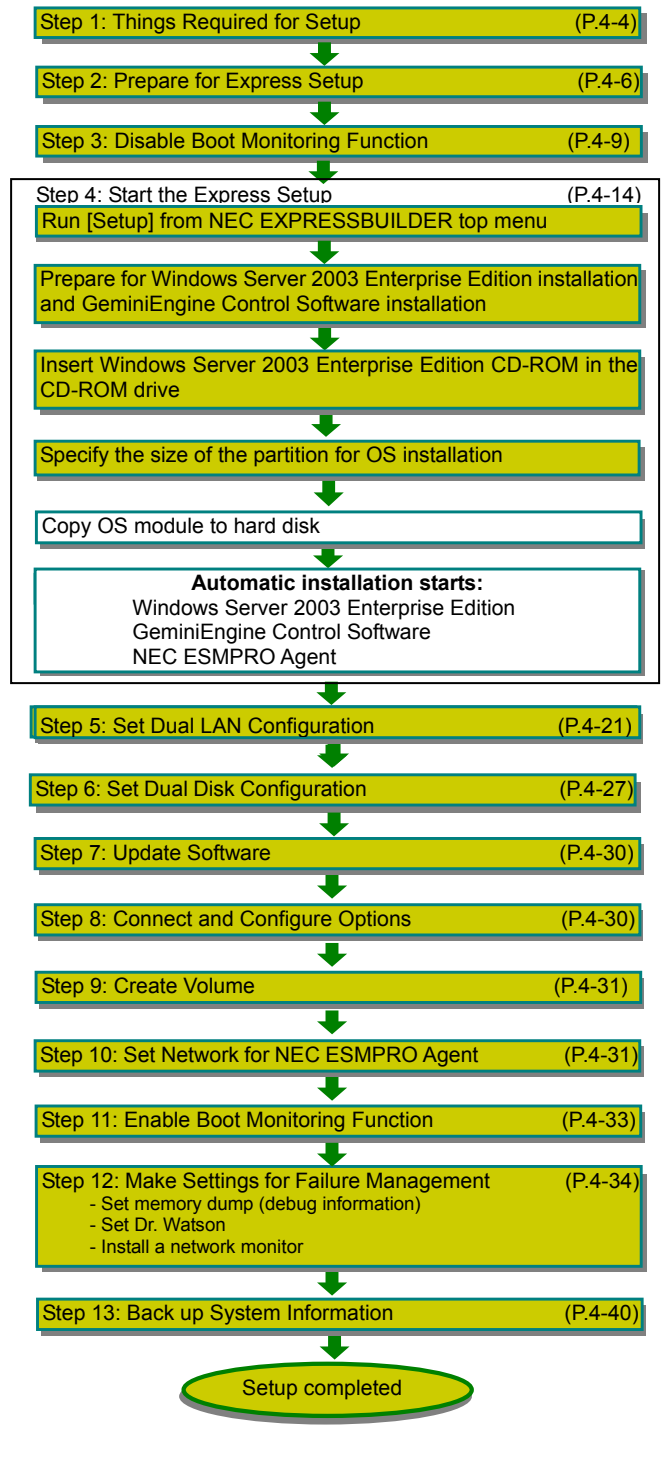 Step 1: Things Required for Setup (P.4-4)
Step 2: Prepare for Express Setup (P.4-6)
Step 3: Disable Boot Monitoring Function (P.4-9)
Step 4: Start the Express Setup (P.4-14)
Run [Setup] from NEC EXPRESSBUILDER top menu
Prepare for Windows Server 2003 Enterprise Edition installation
and GeminiEngine Control Software installation
Insert Windows Server 2003 Enterprise Edition CD-ROM in the
CD-ROM drive
Specify the size of the partition for OS installation
Copy OS module to hard disk
Automatic installation starts:
Windows Server 2003 Enterprise Edition
GeminiEngine Control Software
NEC ESMPRO Agent
Step 5: Set Dual LAN Configuration (P.4-21)
Step 6: Set Dual Disk Configuration (P.4-27)
Step 7: Update Software (P.4-30)
Step 8: Connect and Configure Options (P.4-30)
Step 9: Create Volume (P.4-31)
Step 10: Set Network for NEC ESMPRO Agent (P.4-31)
Step 11: Enable Boot Monitoring Function (P.4-33)
Step 12: Make Settings for Failure Management (P.4-34)
- Set memory dump (debug information)
- Set Dr. Watson
- Install a network monitor
Step 13: Back up System Information (P.4-40)
Setup completed